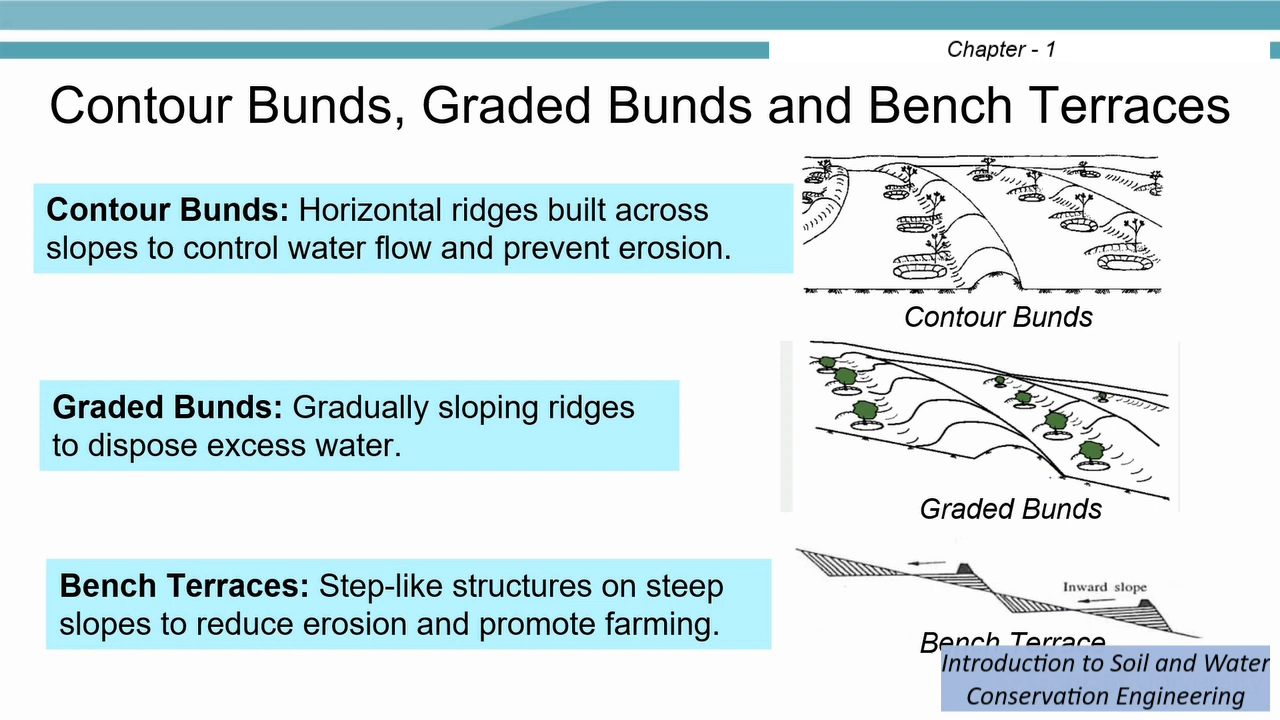 Chapter - 1
Contour Bunds, Graded Bunds and Bench Terraces
Contour Bunds: Horizontal ridges built across
slopes to control water flow and prevent erosion.
Contour Bunds
Graded Bunds: Gradually sloping ridges
to dispose excess water.
Graded Bunds
Bench Terraces: Step-like structures on steep
slopes to reduce erosion and promote farming.
Inward slope
Bench Terrace
Introduction to Soil and Water
Conservation Engineering